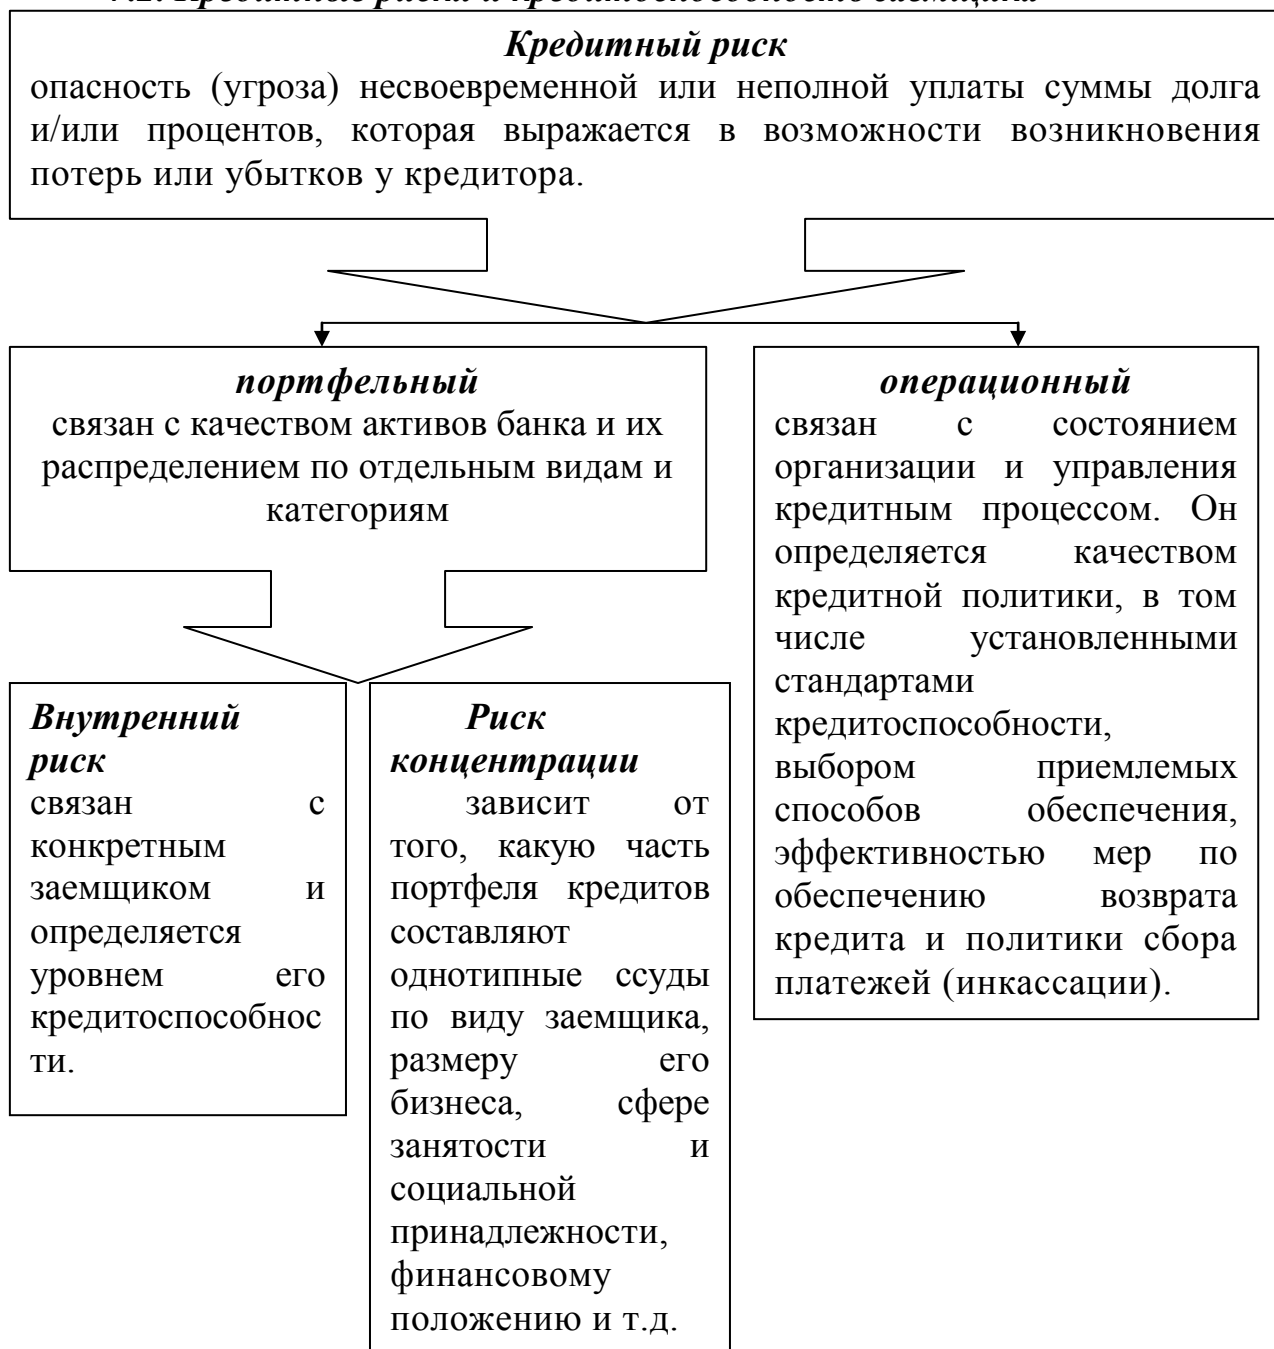 Кредитный риск
опасность (угроза) несвоевременной или неполной уплаты суммы долга
и/или процентов, которая выражается в возможности возникновения
потерь или убытков у кредитора.
портфельный
связан с качеством активов банка и их
распределением по отдельным видам и
категориям
операционный
связан с состоянием
организации и управления
кредитным процессом. Он
определяется качеством
кредитной политики, в том
числе установленными
стандартами
кредитоспособности,
выбором приемлемых
способов обеспечения,
эффективностью мер по
обеспечению возврата
кредита и политики сбора
платежей (инкассации).
Внутренний
риск
связан с
конкретным
заемщиком и
определяется
уровнем его
кредитоспособнос
ти.
Риск
концентрации
зависит от
того, какую часть
портфеля кредитов
составляют
однотипные ссуды
по виду заемщика,
размеру его
бизнеса, сфере
занятости и
социальной
принадлежности,
финансовому
положению и т.д.